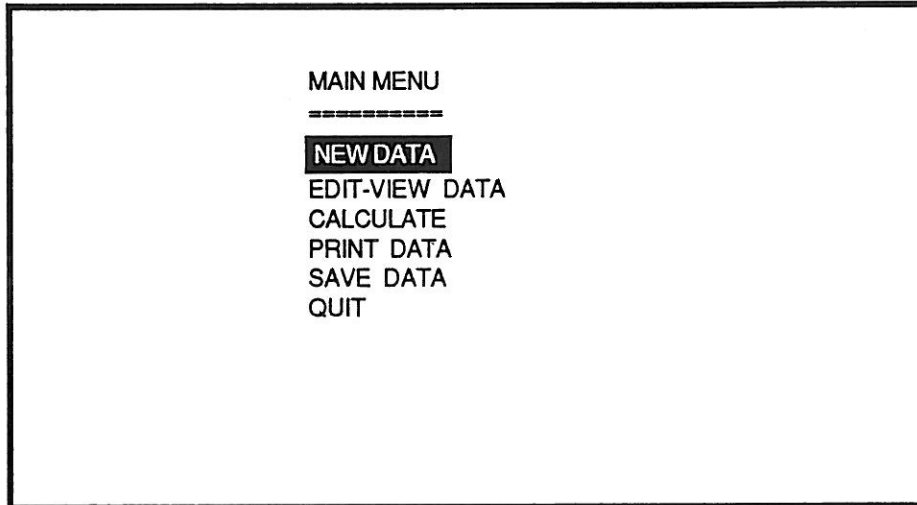 MAIN MENU
==========
NEW DATA
EDIT-VIEW DATA
CALCULATE
PRINT DATA
SAVE DATA
QUIT